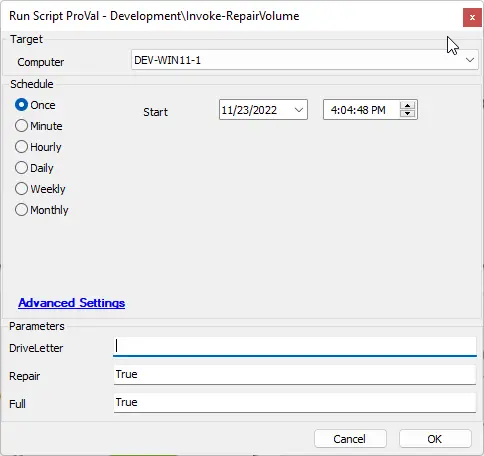 Run Script ProVal - Development\Invoke-RepairVolume
x
Target
Computer DEV-WIN11-1
Schedule
Once Start 11/23/2022 4:04:48 PM
Minute
Hourly
Daily
Weekly
Monthly
Advanced Settings
Parameters
DriveLetter
Repair True
Full True
Cancel OK